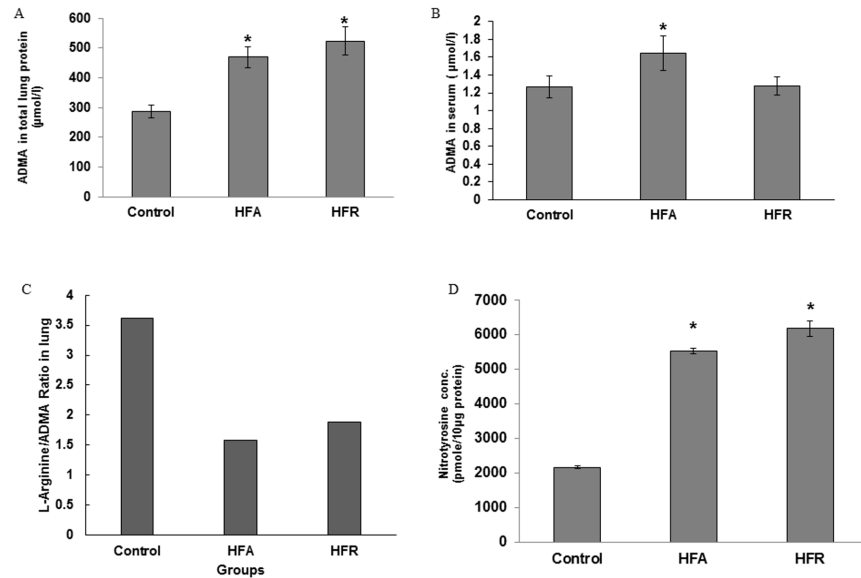 A
ADMA in total lung protein
(µmol/l)
600
500
400
300
200
100
0
*
*
Control
HFA
HFR
B
ADMA in serum ( µmol/l)
2
1.8
1.6
1.4
1.2
1
0.8
0.6
0.4
0.2
0
*
Control
HFA
HFR
C
L-Arginine/ADMA Ratio in lung
4
3.5
3
2.5
2
1.5
1
0.5
0
Control
HFA
HFR
Groups
D
Nitrotyrosine conc.
(pmole/10µg protein)
7000
6000
5000
4000
3000
2000
1000
0
*
*
Control
HFA
HFR